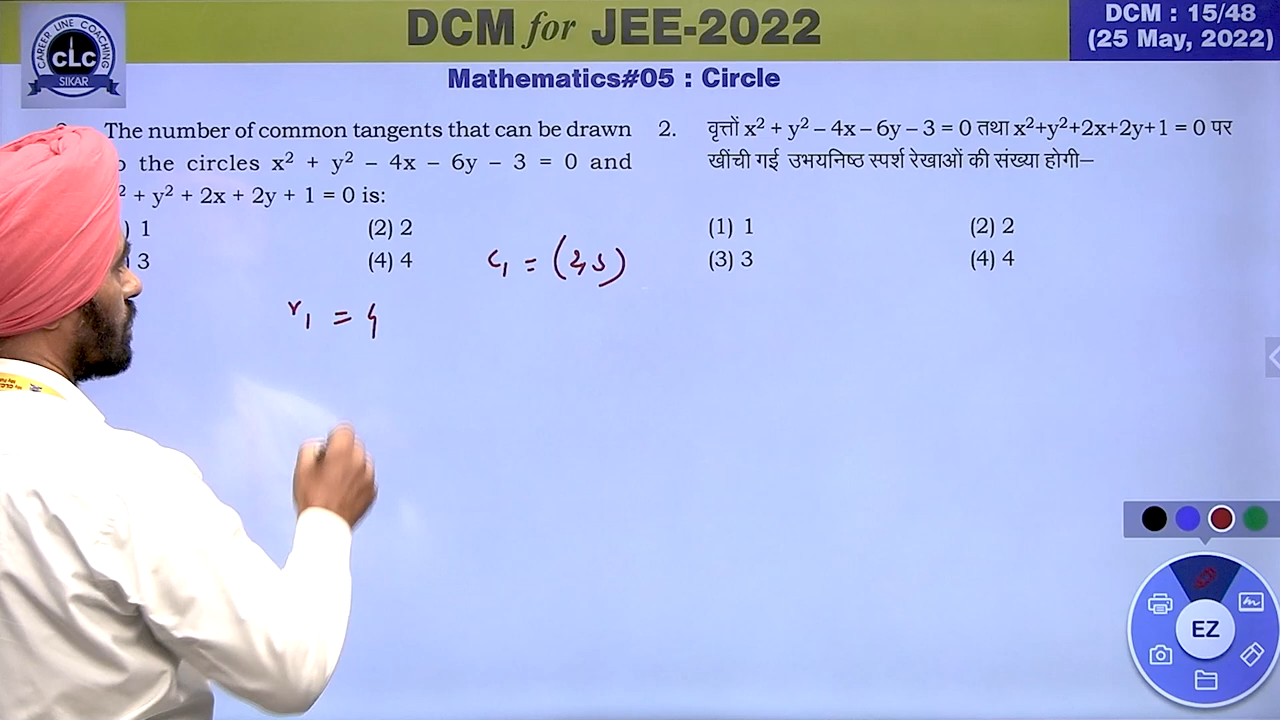 DCM for JEE-2022
DCM : 15/48
(25 May, 2022)
CAREER LINE COACHING
CLC
SIKAR
Mathematics#05 : Circle
The number of common tangents that can be drawn
the circles x² + y² – 4x – 6y – 3 = 0 and
² + y² + 2x + 2y + 1 = 0 is:
) 1
(2) 2
) 3
(4) 4
2. वृत्तों x² + y² – 4x – 6y – 3 = 0 तथा x²+y²+2x+2y+1 = 0 पर
खींची गई उभयनिष्ठ स्पर्श रेखाओं की संख्या होगी–
(1) 1
(2) 2
(3) 3
(4) 4
C₁ = (2,3)
r₁ = 4
EZ